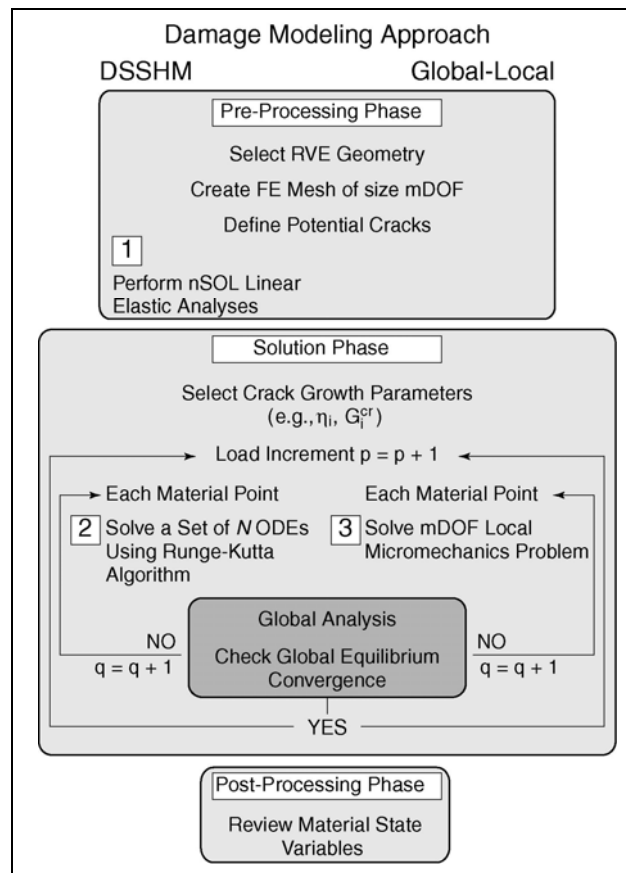 Damage Modeling Approach
DSSHM Global-Local
Pre-Processing Phase
Select RVE Geometry
Create FE Mesh of size mDOF
Define Potential Cracks
1
Perform nSOL Linear
Elastic Analyses
Solution Phase
Select Crack Growth Parameters
(e.g., ηi, Gi^cr)
Load Increment p = p + 1
Each Material Point Each Material Point
2 Solve a Set of N ODEs 3 Solve mDOF Local
Using Runge-Kutta Micromechanics Problem
Algorithm
Global Analysis
NO Check Global Equilibrium NO
q = q + 1 Convergence q = q + 1
YES
Post-Processing Phase
Review Material State
Variables